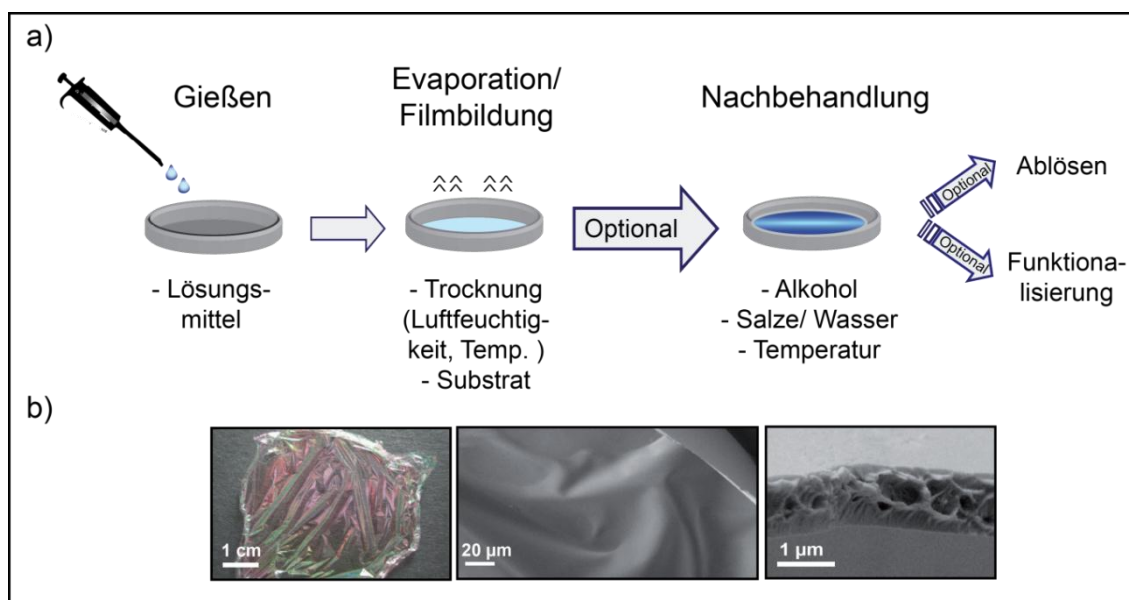 a)
Gießen
Evaporation/
Filmbildung
Nachbehandlung
Optional
Optional
Optional
Ablösen
Funktiona-
lisierung
- Lösungs-
mittel
- Trocknung
(Luftfeuchtig-
keit, Temp. )
- Substrat
- Alkohol
- Salze/ Wasser
- Temperatur
b)
1 cm
20 µm
1 µm